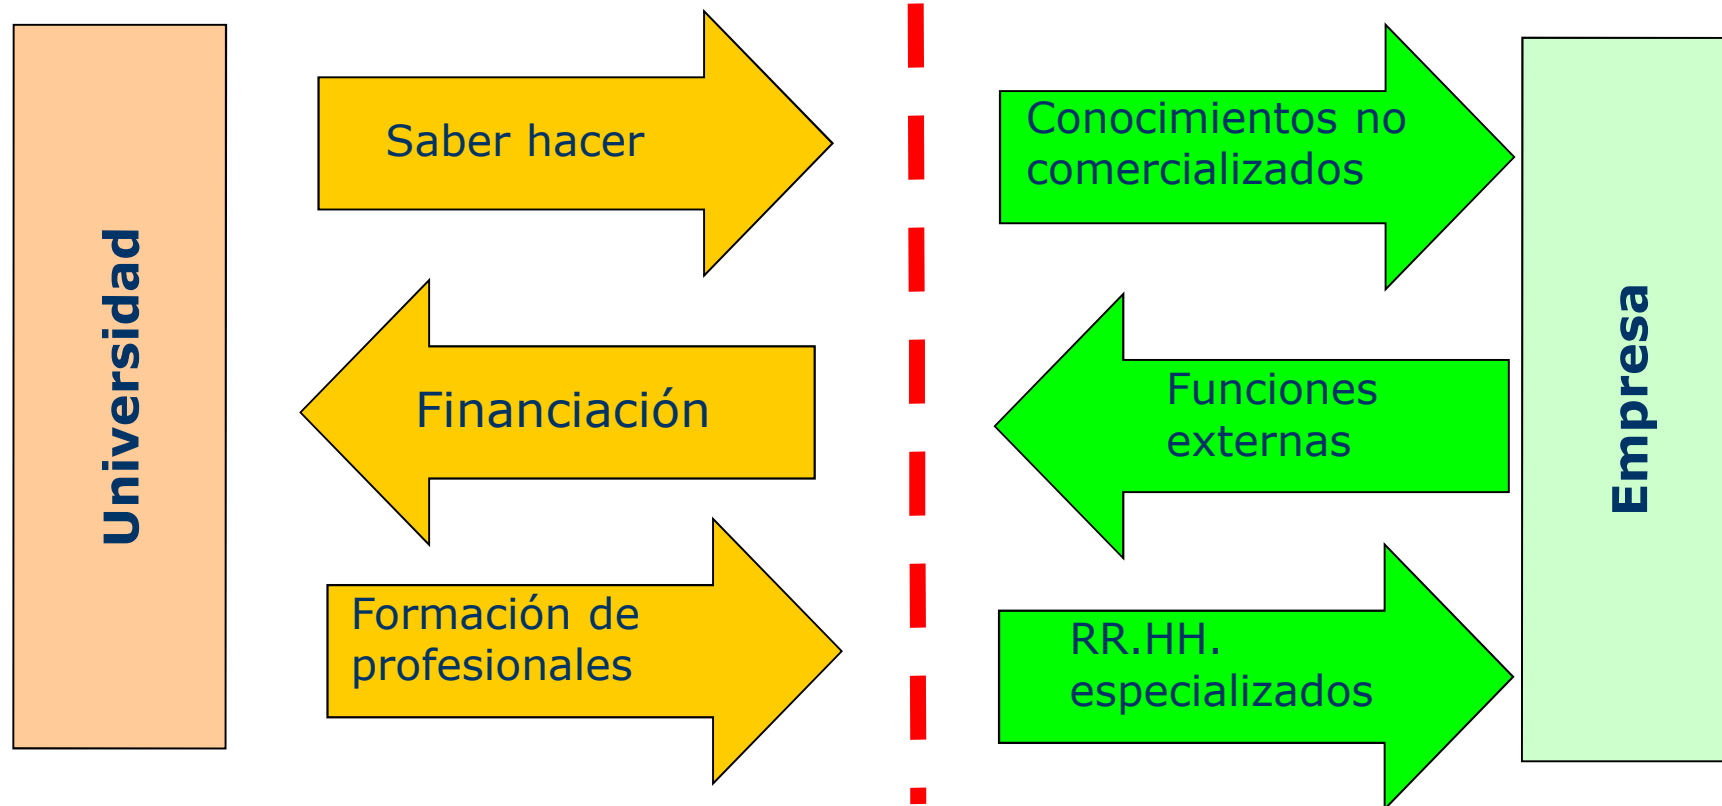 Universidad
Saber hacer
Financiación
Formación de
profesionales
Conocimientos no
comercializados
Funciones
externas
RR.HH.
especializados
Empresa